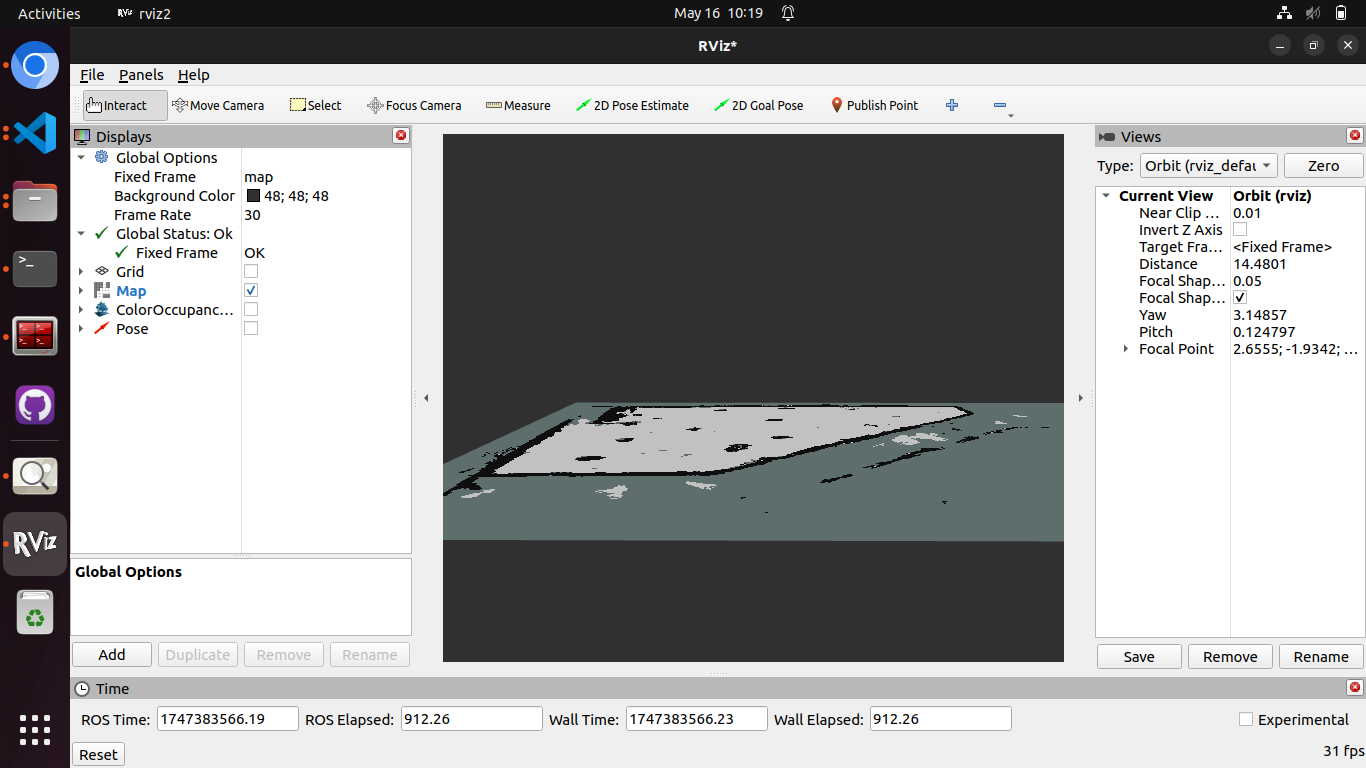 Activities RViz rviz2 May 16 10:19
RViz*
File Panels Help
Interact Move Camera Select Focus Camera Measure 2D Pose Estimate 2D Goal Pose Publish Point
Displays
Global Options
Fixed Frame map
Background Color 48; 48; 48
Frame Rate 30
Global Status: Ok
Fixed Frame OK
Grid
Map
ColorOccupanc...
Pose
Global Options
Add Duplicate Remove Rename
Views
Type: Orbit (rviz_defau Zero
Current View Orbit (rviz)
Near Clip ... 0.01
Invert Z Axis
Target Fra... <Fixed Frame>
Distance 14.4801
Focal Shap... 0.05
Focal Shap...
Yaw 3.14857
Pitch 0.124797
Focal Point 2.6555; -1.9342; ...
Save Remove Rename
RViz
Time
ROS Time: 1747383566.19 ROS Elapsed: 912.26 Wall Time: 1747383566.23 Wall Elapsed: 912.26 Experimental
Reset 31 fps